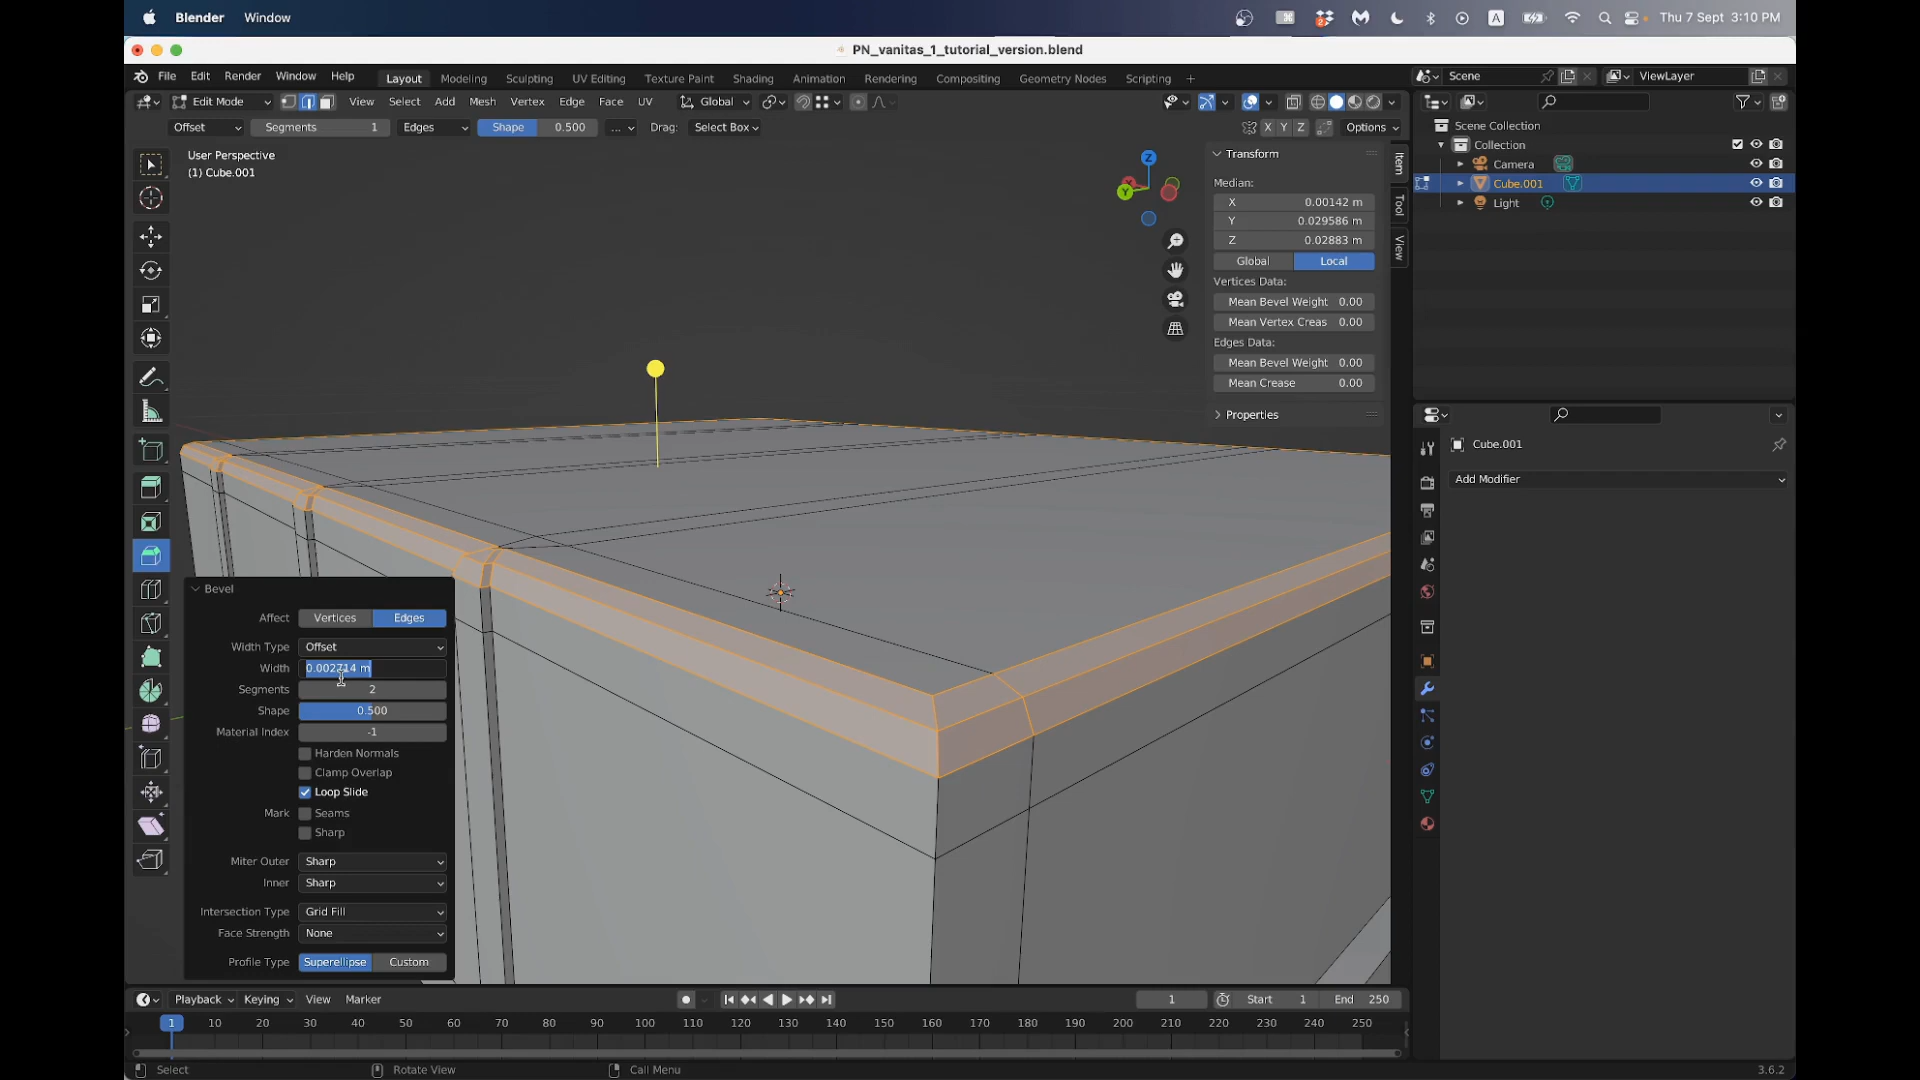 Blender Window
A
Thu 7 Sept 3:10 PM
PN_vanitas_1_tutorial_version.blend
File Edit Render Window Help
Layout Modeling Sculpting UV Editing Texture Paint Shading Animation Rendering Compositing Geometry Nodes Scripting +
Scene
ViewLayer
Edit Mode
View Select Add Mesh Vertex Edge Face UV
Global
Offset
Segments 1
Edges
Shape 0.500
...
Drag: Select Box
X Y Z
Options
User Perspective
(1) Cube.001
Z
Y
Transform
Median:
X 0.00142 m
Y 0.029586 m
Z 0.02883 m
Global Local
Vertices Data:
Mean Bevel Weight 0.00
Mean Vertex Creas 0.00
Edges Data:
Mean Bevel Weight 0.00
Mean Crease 0.00
Properties
Item
Tool
View
Scene Collection
Collection
Camera
Cube.001
Light
Cube.001
Add Modifier
Bevel
Affect Vertices Edges
Width Type Offset
Width 0.002714 m
Segments 2
Shape 0.500
Material Index -1
Harden Normals
Clamp Overlap
Loop Slide
Mark Seams
Sharp
Miter Outer Sharp
Inner Sharp
Intersection Type Grid Fill
Face Strength None
Profile Type Superellipse Custom
Playback Keying View Marker
1
Start 1
End 250
1 10 20 30 40 50 60 70 80 90 100 110 120 130 140 150 160 170 180 190 200 210 220 230 240 250
Select
Rotate View
Call Menu
3.6.2